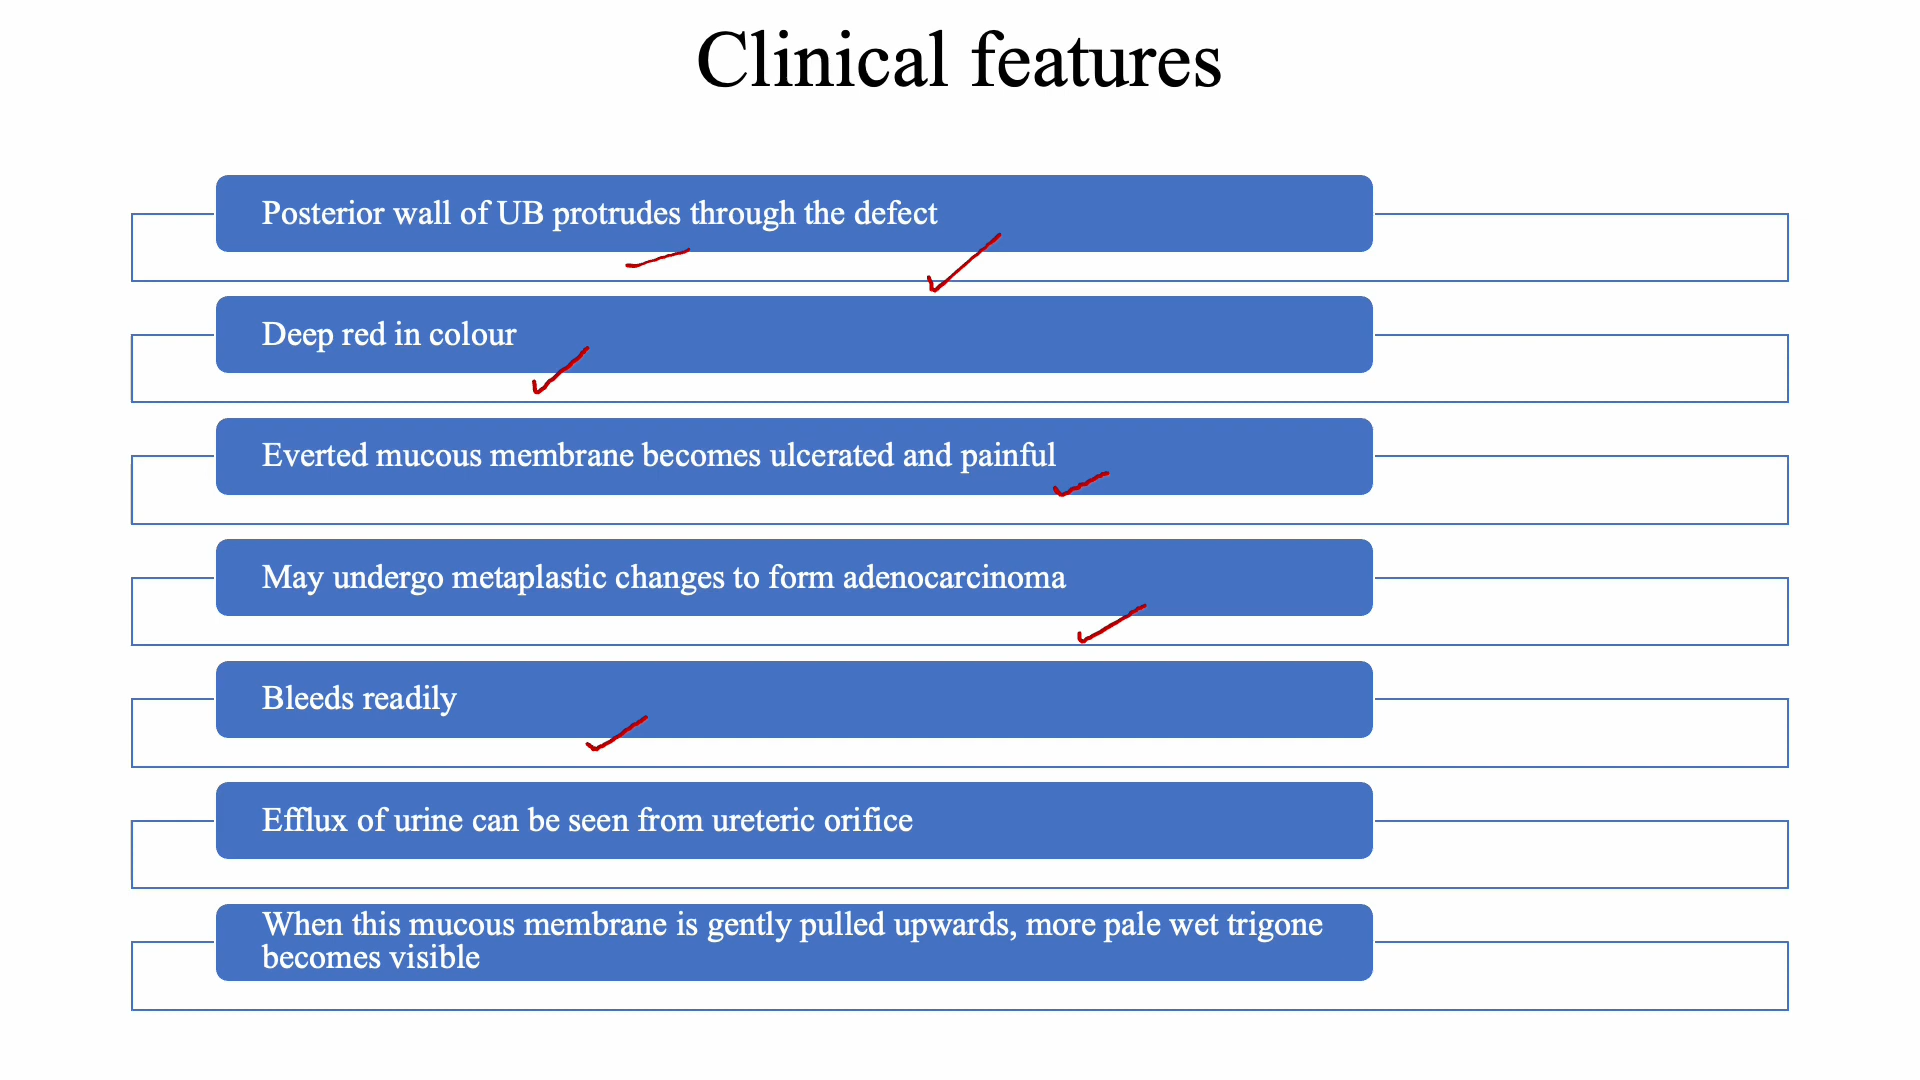 Clinical features
Posterior wall of UB protrudes through the defect
Deep red in colour
Everted mucous membrane becomes ulcerated and painful
May undergo metaplastic changes to form adenocarcinoma
Bleeds readily
Efflux of urine can be seen from ureteric orifice
When this mucous membrane is gently pulled upwards, more pale wet trigone
becomes visible